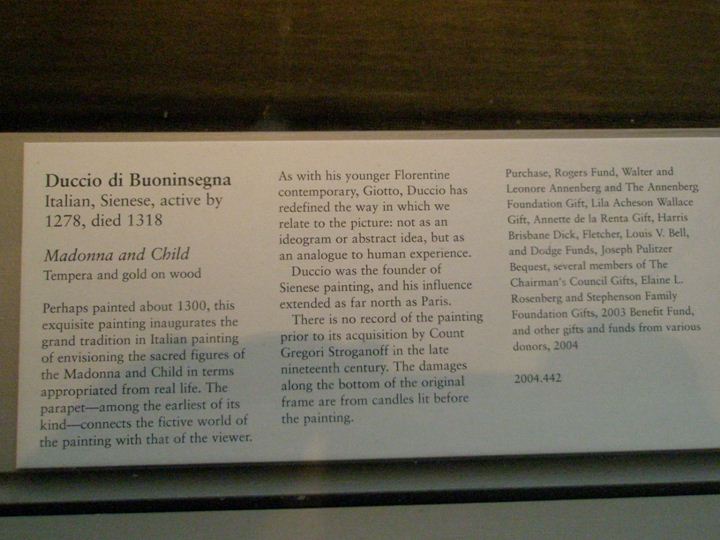 Duccio di Buoninsegna
Italian, Sienese, active by
1278, died 1318
Madonna and Child
Tempera and gold on wood
Perhaps painted about 1300, this
exquisite painting inaugurates the
grand tradition in Italian painting
of envisioning the sacred figures of
the Madonna and Child in terms
appropriated from real life. The
parapet—among the earliest of its
kind—connects the fictive world of
the painting with that of the viewer.
As with his younger Florentine
contemporary, Giotto, Duccio has
redefined the way in which we
relate to the picture: not as an
ideogram or abstract idea, but as
an analogue to human experience.
Duccio was the founder of
Sienese painting, and his influence
extended as far north as Paris.
There is no record of the painting
prior to its acquisition by Count
Gregori Stroganoff in the late
nineteenth century. The damages
along the bottom of the original
frame are from candles lit before
the painting.
Purchase, Rogers Fund, Walter and
Leonore Annenberg and The Annenberg
Foundation Gift, Lila Acheson Wallace
Gift, Annette de la Renta Gift, Harris
Brisbane Dick, Fletcher, Louis V. Bell,
and Dodge Funds, Joseph Pulitzer
Bequest, several members of The
Chairman's Council Gifts, Elaine L.
Rosenberg and Stephenson Family
Foundation Gifts, 2003 Benefit Fund,
and other gifts and funds from various
donors, 2004
2004.442